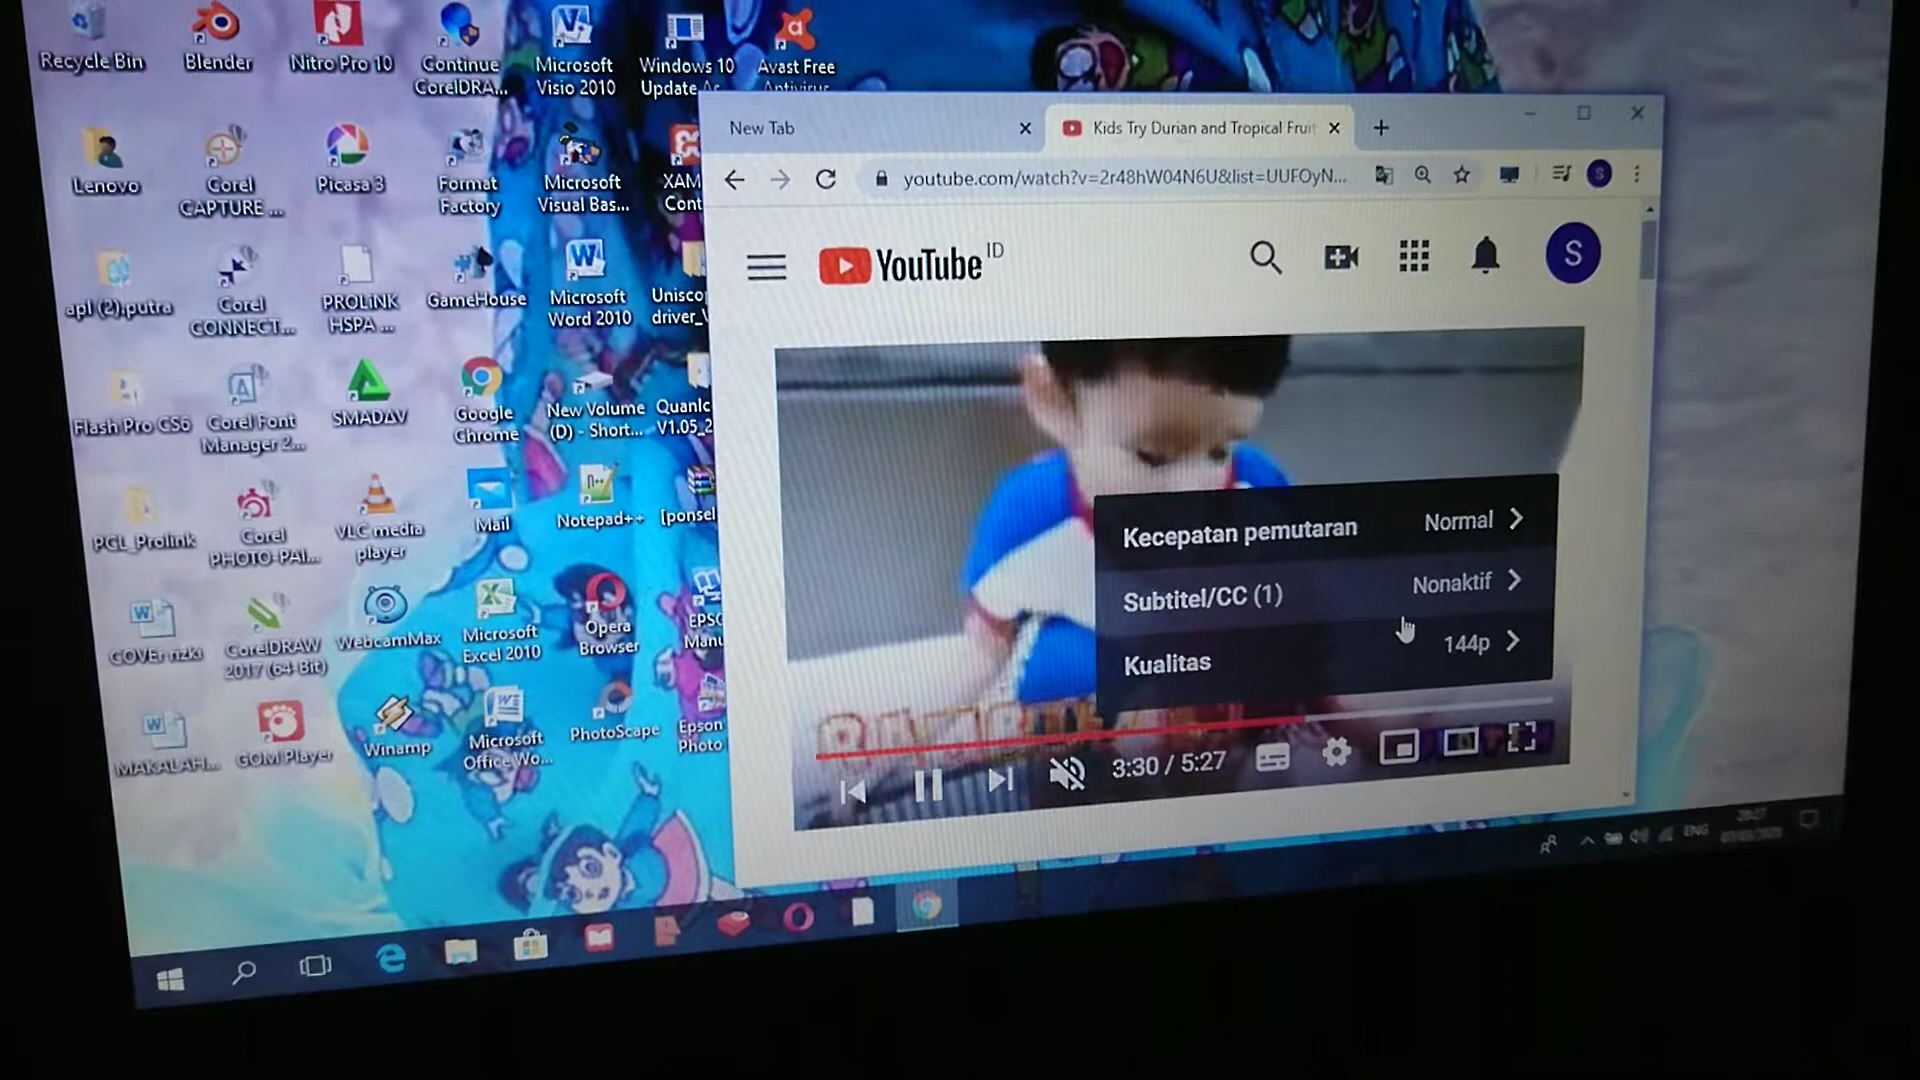 Recycle Bin
Blender
Nitro Pro 10
Continue
CorelDRA...
Microsoft
Visio 2010
Windows 10
Update
Avast Free
Antivirus
Lenovo
Corel
CAPTURE ...
Picasa 3
Format
Factory
Microsoft
Visual Bas...
XAM
Cont
apl (2).putra
Corel
CONNECT...
PROLiNK
HSPA ...
GameHouse
Microsoft
Word 2010
Unisco
driver_V
Flash Pro CS6
Corel Font
Manager 2...
SMADAV
Google
Chrome
New Volume
(D) - Short...
Quanlc
V1.05_2
PGL_Prolink
Corel
PHOTO-PAI...
VLC media
player
Mail
Notepad++
[ponsel
COVEr nzki
CorelDRAW
2017 (64-Bit)
WebcamMax
Microsoft
Excel 2010
Opera
Browser
EPSO
Manu
MAKALAH...
GOM Player
Winamp
Microsoft
Office Wo...
PhotoScape
Epson
Photo
New Tab
Kids Try Durian and Tropical Fruit
youtube.com/watch?v=2r48hW04N6U&list=UUFOyN...
S
YouTube ID
S
Kecepatan pemutaran Normal
Subtitel/CC (1) Nonaktif
Kualitas 144p
3:30 / 5:27
ENG